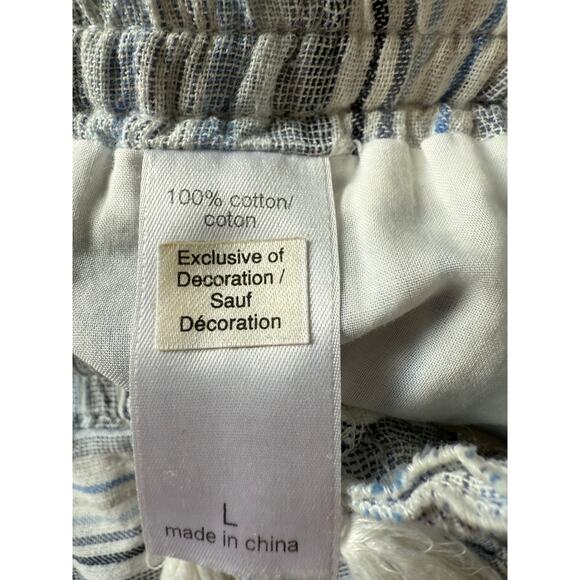 100% cotton/
coton
Exclusive of
Decoration /
Sauf
Décoration
L
made in china